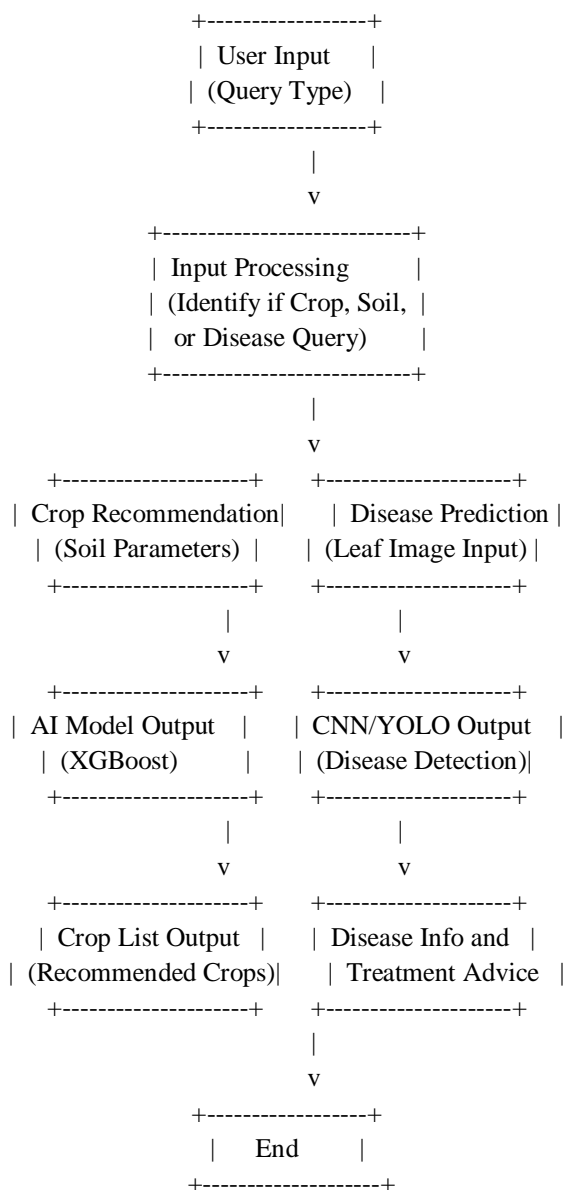 +------------------+
| User Input |
| (Query Type) |
+------------------+
|
v
+----------------------------+
| Input Processing |
| (Identify if Crop, Soil, |
| or Disease Query) |
+----------------------------+
|
v
+---------------------+ +---------------------+
| Crop Recommendation| | Disease Prediction |
| (Soil Parameters) | | (Leaf Image Input) |
+---------------------+ +---------------------+
| |
v v
+---------------------+ +---------------------+
| AI Model Output | | CNN/YOLO Output |
| (XGBoost) | | (Disease Detection)|
+---------------------+ +---------------------+
| |
v v
+---------------------+ +---------------------+
| Crop List Output | | Disease Info and |
| (Recommended Crops)| | Treatment Advice |
+---------------------+ +---------------------+
|
v
+------------------+
| End |
+-------------------+